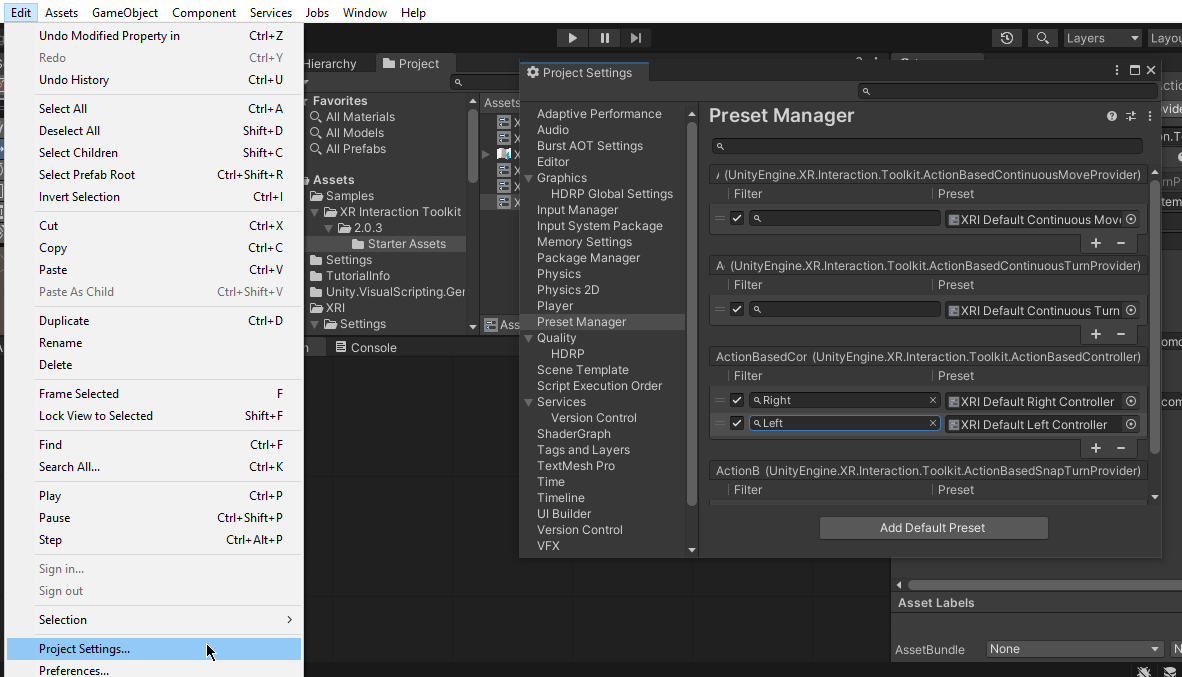 Edit Assets GameObject Component Services Jobs Window Help
Undo Modified Property in Ctrl+Z
Redo Ctrl+Y
Undo History Ctrl+U
Select All Ctrl+A
Deselect All Shift+D
Select Children Shift+C
Select Prefab Root Ctrl+Shift+R
Invert Selection Ctrl+I
Cut Ctrl+X
Copy Ctrl+C
Paste Ctrl+V
Paste As Child Ctrl+Shift+V
Duplicate Ctrl+D
Rename
Delete
Frame Selected F
Lock View to Selected Shift+F
Find Ctrl+F
Search All... Ctrl+K
Play Ctrl+P
Pause Ctrl+Shift+P
Step Ctrl+Alt+P
Sign in...
Sign out
Selection
Project Settings...
Preferences...
Layers Layou
Hierarchy Project
Favorites
All Materials
All Models
All Prefabs
Assets
Samples
XR Interaction Toolkit
2.0.3
Starter Assets
Settings
TutorialInfo
Unity.VisualScripting.Ger
XRI
Settings
Assets
Ass
Console
Project Settings
Adaptive Performance
Audio
Burst AOT Settings
Editor
Graphics
HDRP Global Settings
Input Manager
Input System Package
Memory Settings
Package Manager
Physics
Physics 2D
Player
Preset Manager
Quality
HDRP
Scene Template
Script Execution Order
Services
Version Control
ShaderGraph
Tags and Layers
TextMesh Pro
Time
Timeline
UI Builder
Version Control
VFX
Preset Manager
(UnityEngine.XR.Interaction.Toolkit.ActionBasedContinuousMoveProvider)
Filter Preset
XRI Default Continuous Mov
A (UnityEngine.XR.Interaction.Toolkit.ActionBasedContinuousTurnProvider)
Filter Preset
XRI Default Continuous Turn
ActionBasedCor (UnityEngine.XR.Interaction.Toolkit.ActionBasedController)
Filter Preset
Right XRI Default Right Controller
Left XRI Default Left Controller
ActionB (UnityEngine.XR.Interaction.Toolkit.ActionBasedSnapTurnProvider)
Filter Preset
Add Default Preset
Asset Labels
AssetBundle None N